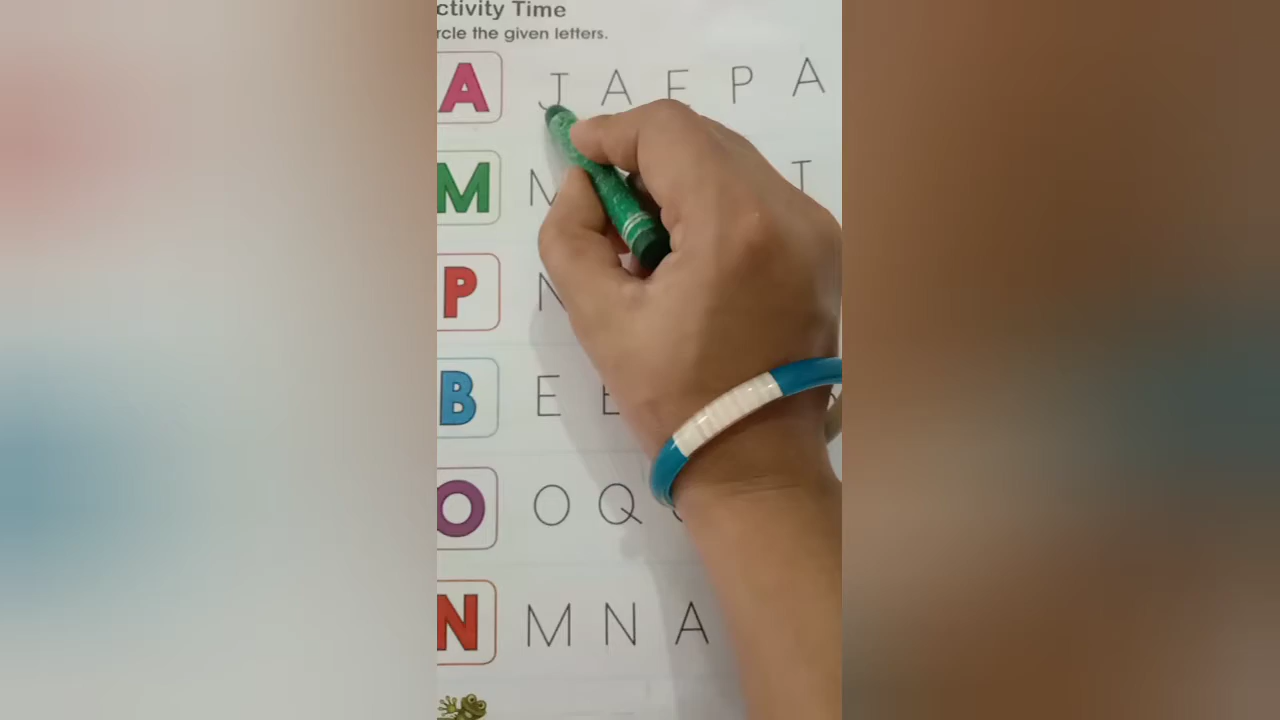 ctivity Time
rcle the given letters.
A J A E P A
M M T
P N
B E
O O Q
N M N A